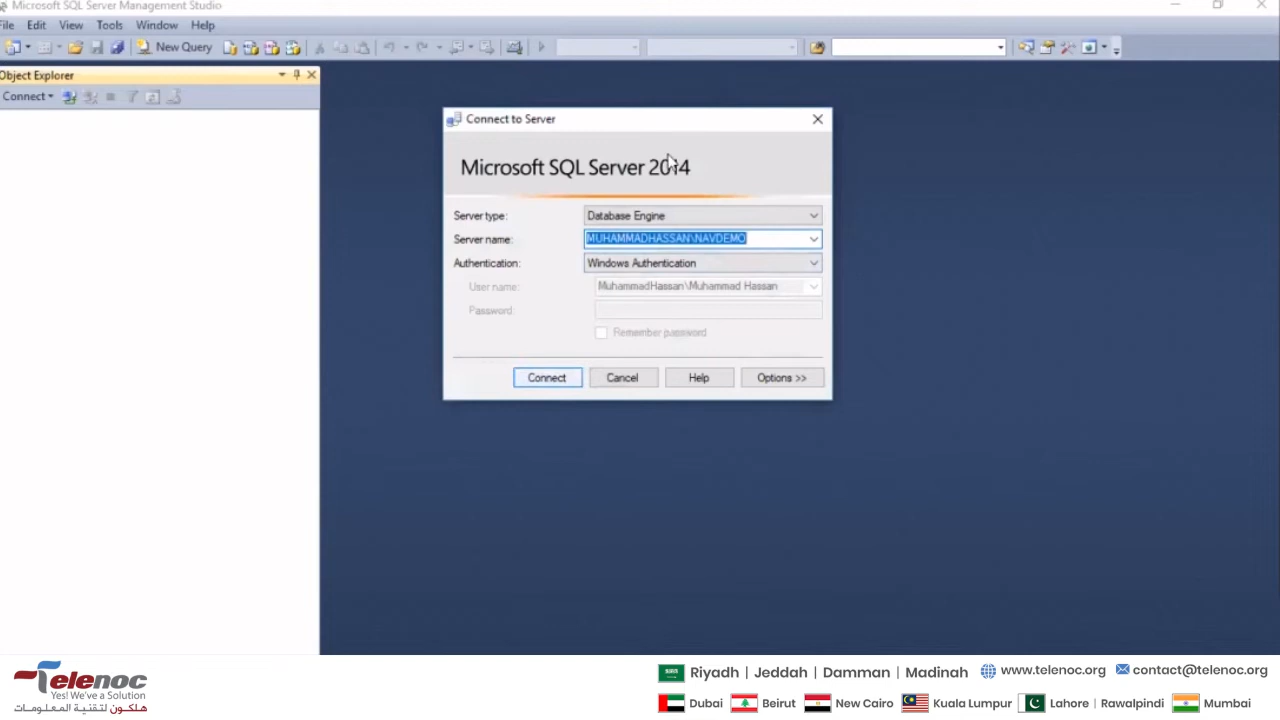 Microsoft SQL Server Management Studio
File Edit View Tools Window Help
New Query
Object Explorer
Connect
Connect to Server
Microsoft SQL Server 2014
Server type: Database Engine
Server name: MUHAMMADHASSAN\NAVDEMO
Authentication: Windows Authentication
User name: MuhammadHassan\Muhammad Hassan
Password:
Remember password
Connect Cancel Help Options >>
Telenoc
Yes! We've a Solution
هلكون لتقنية المعلومات
Riyadh | Jeddah | Damman | Madinah www.telenoc.org contact@telenoc.org
Dubai Beirut New Cairo Kuala Lumpur Lahore | Rawalpindi Mumbai